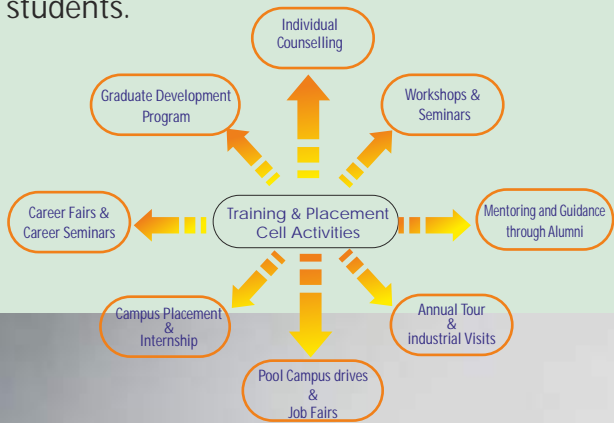 students.
Individual
Counselling
Graduate Development
Program
Workshops &
Seminars
Career Fairs &
Career Seminars
Training & Placement
Cell Activities
Mentoring and Guidance
through Alumni
Campus Placement
&
Internship
Annual Tour
&
industrial Visits
Pool Campus drives
&
Job Fairs